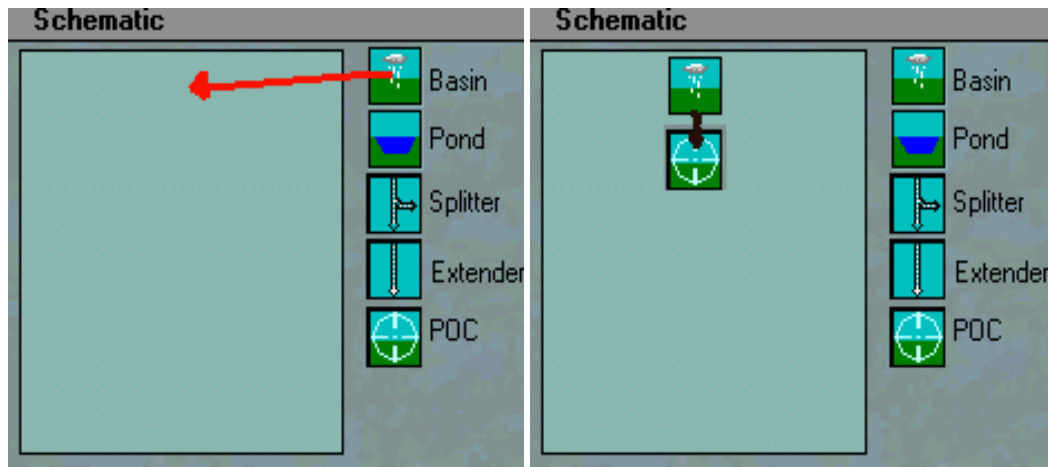 Schematic
Basin
Pond
Splitter
Extender
POC
Schematic
Basin
Pond
Splitter
Extender
POC